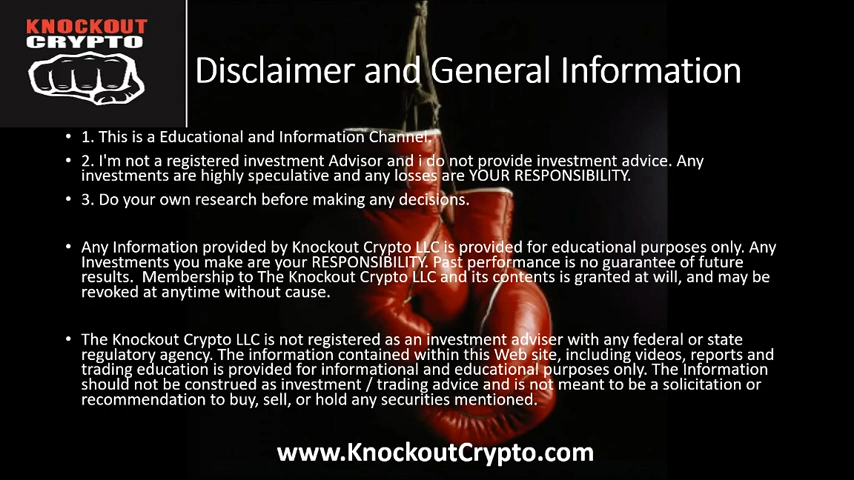 KNOCKOUT
CRYPTO
Disclaimer and General Information
• 1. This is a Educational and Information Channel.
• 2. I'm not a registered investment Advisor and i do not provide investment advice. Any
investments are highly speculative and any losses are YOUR RESPONSIBILITY.
• 3. Do your own research before making any decisions.
• Any Information provided by Knockout Crypto LLC is provided for educational purposes only. Any
Investments you make are your RESPONSIBILITY. Past performance is no guarantee of future
results. Membership to The Knockout Crypto LLC and its contents is granted at will, and may be
revoked at anytime without cause.
• The Knockout Crypto LLC is not registered as an investment adviser with any federal or state
regulatory agency. The information contained within this Web site, including videos, reports and
trading education is provided for informational and educational purposes only. The Information
should not be construed as investment / trading advice and is not meant to be a solicitation or
recommendation to buy, sell, or hold any securities mentioned.
www.KnockoutCrypto.com